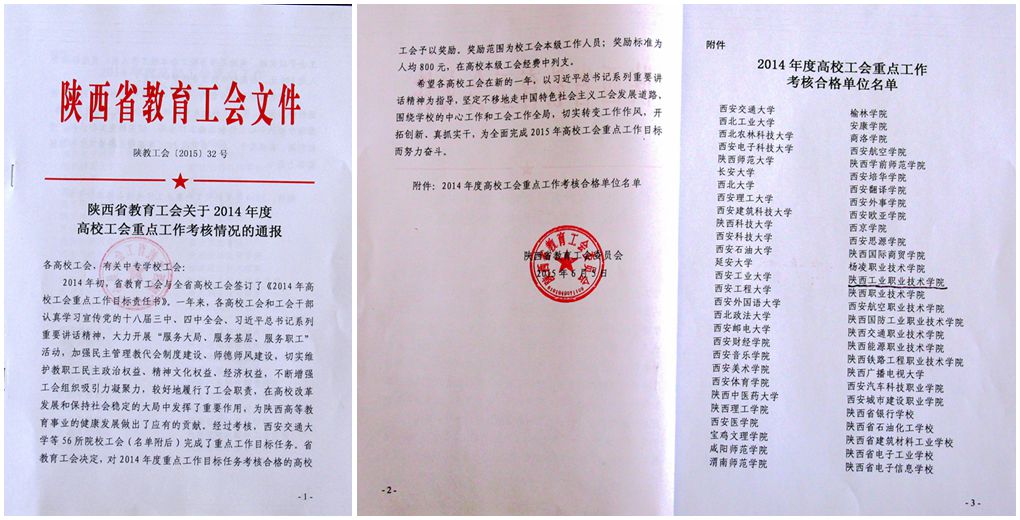 陕西省教育工会文件
陕教工会〔2015〕32号
陕西省教育工会关于2014年度
高校工会重点工作考核情况的通报
各高校工会、有关中专学校工会：
2014年初，省教育工会与全省高校工会签订了《2014年高
校工会重点工作目标责任书》。一年来，各高校工会和工会干部
认真学习宣传党的十八届三中、四中全会、习近平总书记系列
重要讲话精神，大力开展“服务大局、服务基层、服务职工”
活动，加强民主管理教代会制度建设、师德师风建设，切实维
护教职工民主政治权益、精神文化权益、经济权益，不断增强
工会组织吸引力凝聚力，较好地履行了工会职责，在高校改革
发展和保持社会稳定的大局中发挥了重要作用，为陕西高等教
育事业的健康发展做出了应有的贡献。经过考核，西安交通大
学等56所院校工会（名单附后）完成了重点工作目标任务。省
教育工会决定，对2014年度重点工作目标任务考核合格的高校
-1-
工会予以奖励。奖励范围为校工会本级工作人员；奖励标准为
人均800元，在高校本级工会经费中列支。
希望各高校工会在新的一年，以习近平总书记系列重要讲
话精神为指导，坚定不移地走中国特色社会主义工会发展道路，
围绕学校的中心工作和工会工作全局，切实转变工作作风，开
拓创新、真抓实干，为全面完成2015年高校工会重点工作目标
而努力奋斗。
附件：2014年度高校工会重点工作考核合格单位名单
陕西省教育工会委员会
2015年6月5日
-2-
附件
2014年度高校工会重点工作
考核合格单位名单
西安交通大学
西北工业大学
西北农林科技大学
西安电子科技大学
陕西师范大学
长安大学
西北大学
西安理工大学
西安建筑科技大学
陕西科技大学
西安科技大学
西安石油大学
延安大学
西安工业大学
西安工程大学
西安外国语大学
西北政法大学
西安邮电大学
西安财经学院
西安音乐学院
西安美术学院
西安体育学院
陕西中医药大学
陕西理工学院
西安医学院
宝鸡文理学院
咸阳师范学院
渭南师范学院
榆林学院
安康学院
商洛学院
西安航空学院
陕西学前师范学院
西安培华学院
西安翻译学院
西安外事学院
西安欧亚学院
西京学院
西安思源学院
陕西国际商贸学院
杨凌职业技术学院
陕西工业职业技术学院
陕西职业技术学院
西安航空职业技术学院
陕西国防工业职业技术学院
陕西交通职业技术学院
陕西能源职业技术学院
陕西铁路工程职业技术学院
陕西广播电视大学
西安汽车科技职业学院
西安城市建设职业学院
陕西省银行学校
陕西省石油化工学校
陕西省建筑材料工业学校
陕西省电子工业学校
陕西省电子信息学校
-3-